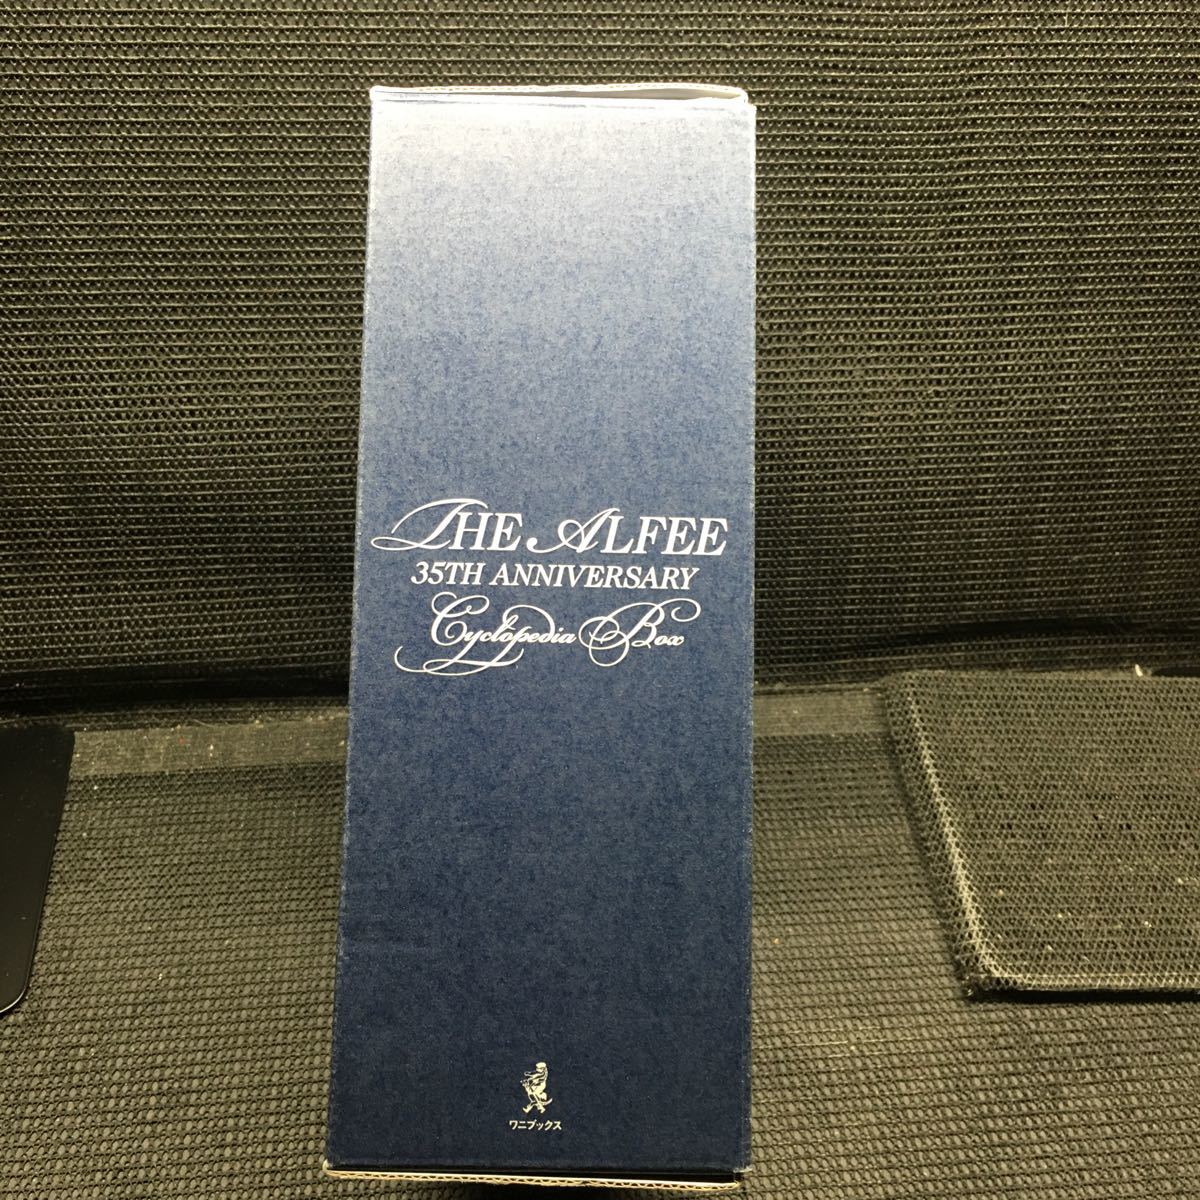 THE ALFEE
35TH ANNIVERSARY
Cyclopedia Box
ワニブックス